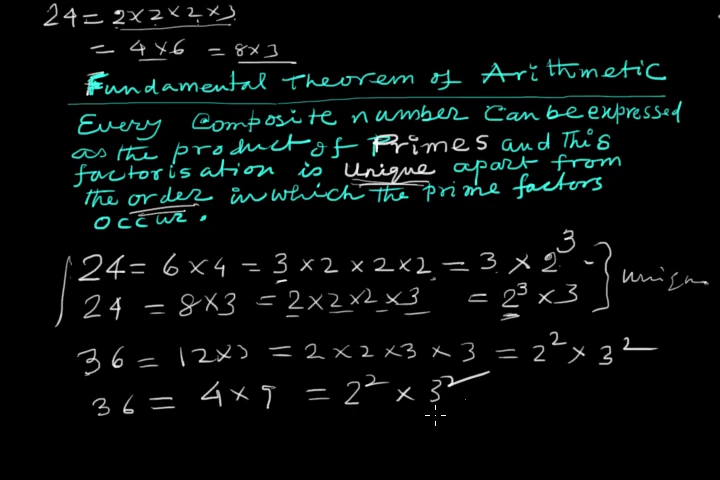 24 = 2×2×2×3
= 4×6 = 8×3
Fundamental Theorem of Arithmetic
Every Composite number Can be expressed
as the product of Primes and This
factorisation is Unique apart from
the order in which the prime factors
occur.
24 = 6×4 = 3×2×2×2 = 3×2³
24 = 8×3 = 2×2×2×3 = 2³×3
36 = 12×3 = 2×2×3×3 = 2²×3²
36 = 4×9 = 2²×3²